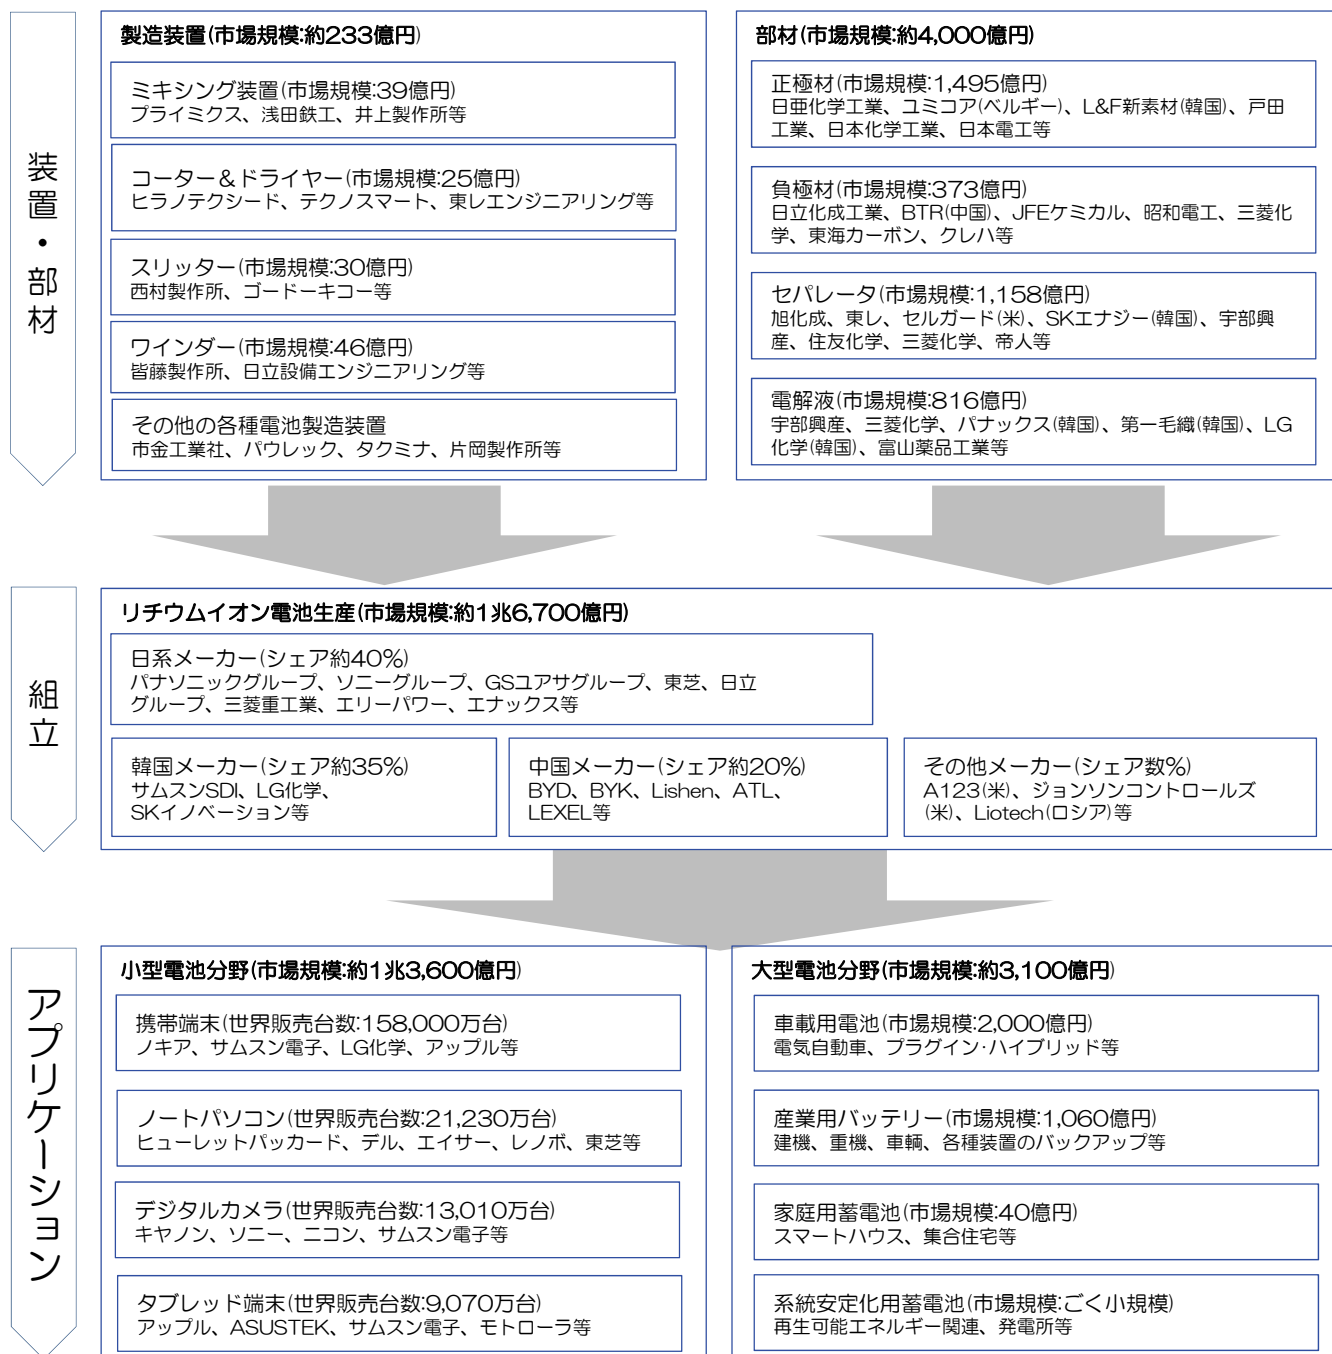 装置・部材
製造装置(市場規模:約233億円)
ミキシング装置(市場規模:39億円)
プライミクス、浅田鉄工、井上製作所等
コーター＆ドライヤー(市場規模:25億円)
ヒラノテクシード、テクノスマート、東レエンジニアリング等
スリッター(市場規模:30億円)
西村製作所、ゴードーキコー等
ワインダー(市場規模:46億円)
皆藤製作所、日立設備エンジニアリング等
その他の各種電池製造装置
市金工業社、パウレック、タクミナ、片岡製作所等
部材(市場規模:約4,000億円)
正極材(市場規模:1,495億円)
日亜化学工業、ユミコア(ベルギー)、L&F新素材(韓国)、戸田
工業、日本化学工業、日本電工等
負極材(市場規模:373億円)
日立化成工業、BTR(中国)、JFEケミカル、昭和電工、三菱化
学、東海カーボン、クレハ等
セパレータ(市場規模:1,158億円)
旭化成、東レ、セルガード(米)、SKエナジー(韓国)、宇部興
産、住友化学、三菱化学、帝人等
電解液(市場規模:816億円)
宇部興産、三菱化学、パナックス(韓国)、第一毛織(韓国)、LG
化学(韓国)、富山薬品工業等
組立
リチウムイオン電池生産(市場規模:約1兆6,700億円)
日系メーカー(シェア約40%)
パナソニックグループ、ソニーグループ、GSユアサグループ、東芝、日立
グループ、三菱重工業、エリーパワー、エナックス等
韓国メーカー(シェア約35%)
サムスンSDI、LG化学、
SKイノベーション等
中国メーカー(シェア約20%)
BYD、BYK、Lishen、ATL、
LEXEL等
その他メーカー(シェア数%)
A123(米)、ジョンソンコントロールズ
(米)、Liotech(ロシア)等
アプリケーション
小型電池分野(市場規模:約1兆3,600億円)
携帯端末(世界販売台数:158,000万台)
ノキア、サムスン電子、LG化学、アップル等
ノートパソコン(世界販売台数:21,230万台)
ヒューレットパッカード、デル、エイサー、レノボ、東芝等
デジタルカメラ(世界販売台数:13,010万台)
キヤノン、ソニー、ニコン、サムスン電子等
タブレッド端末(世界販売台数:9,070万台)
アップル、ASUSTEK、サムスン電子、モトローラ等
大型電池分野(市場規模:約3,100億円)
車載用電池(市場規模:2,000億円)
電気自動車、プラグイン・ハイブリッド等
産業用バッテリー(市場規模:1,060億円)
建機、重機、車輌、各種装置のバックアップ等
家庭用蓄電池(市場規模:40億円)
スマートハウス、集合住宅等
系統安定化用蓄電池(市場規模:ごく小規模)
再生可能エネルギー関連、発電所等